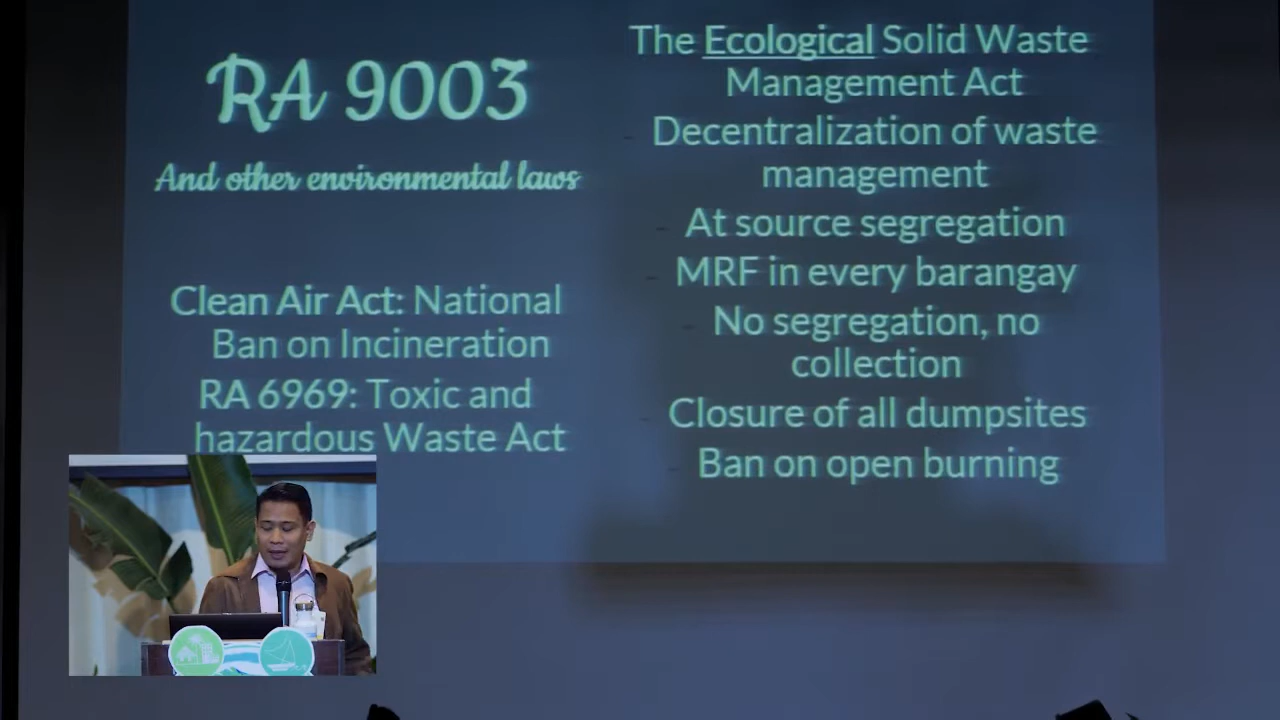 RA 9003
And other environmental laws
Clean Air Act: National
Ban on Incineration
RA 6969: Toxic and
hazardous Waste Act
The Ecological Solid Waste
Management Act
- Decentralization of waste
management
- At source segregation
- MRF in every barangay
- No segregation, no
collection
- Closure of all dumpsites
- Ban on open burning